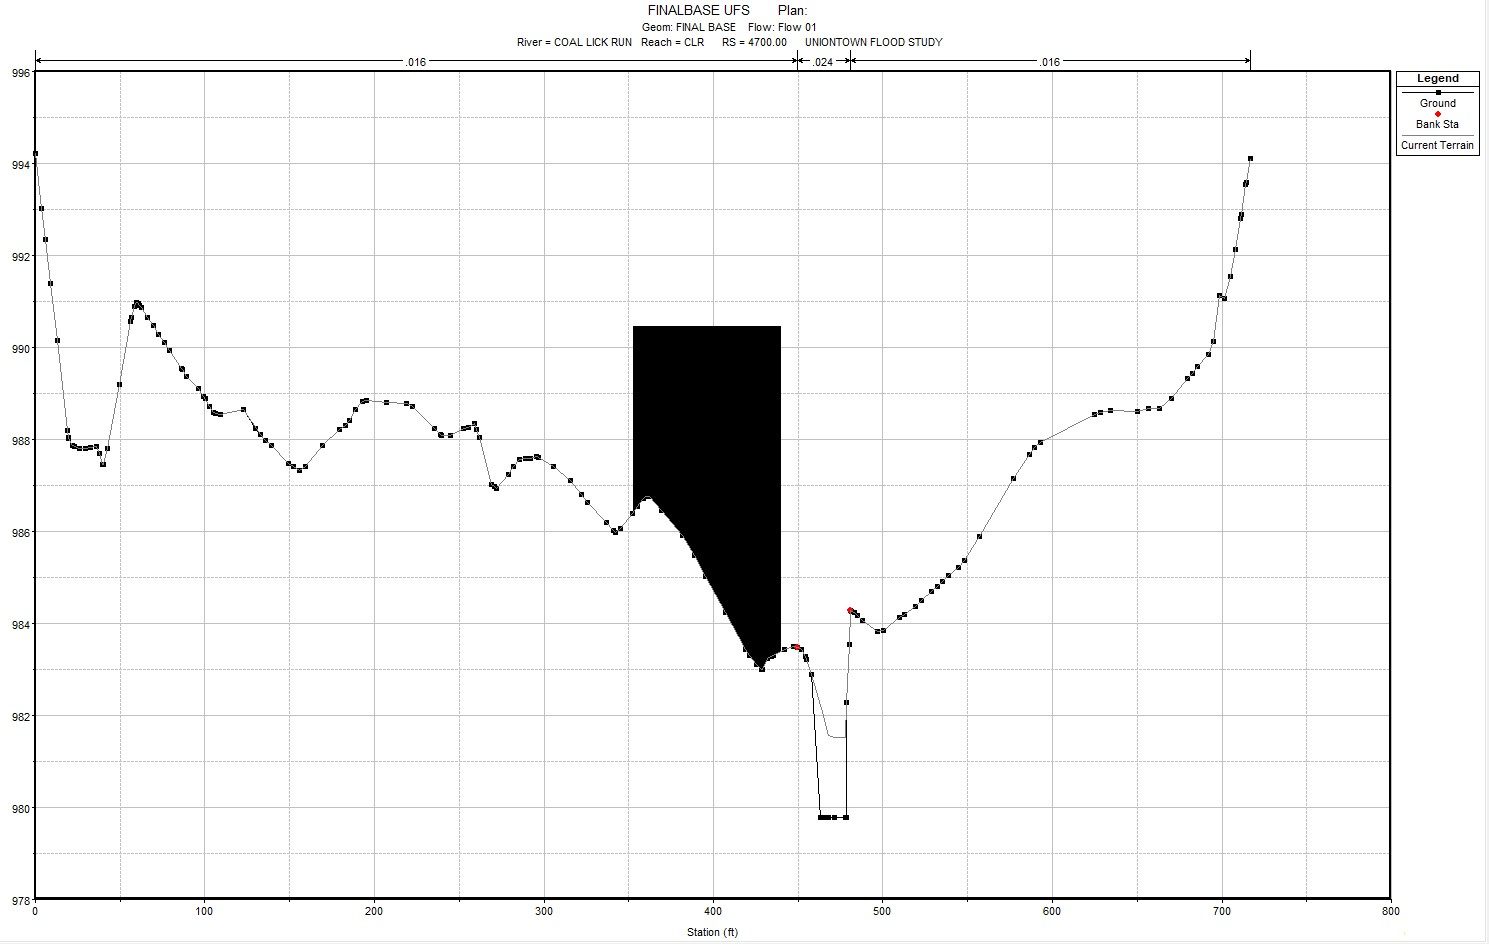 FINALBASE UFS Plan:
Geom: FINAL BASE Flow: Flow 01
River = COAL LICK RUN Reach = CLR RS = 4700.00 UNIONTOWN FLOOD STUDY
.016 .024 .016
996
994
992
990
988
986
984
982
980
978
0 100 200 300 400 500 600 700 800
Station (ft)
Legend
Ground
Bank Sta
Current Terrain